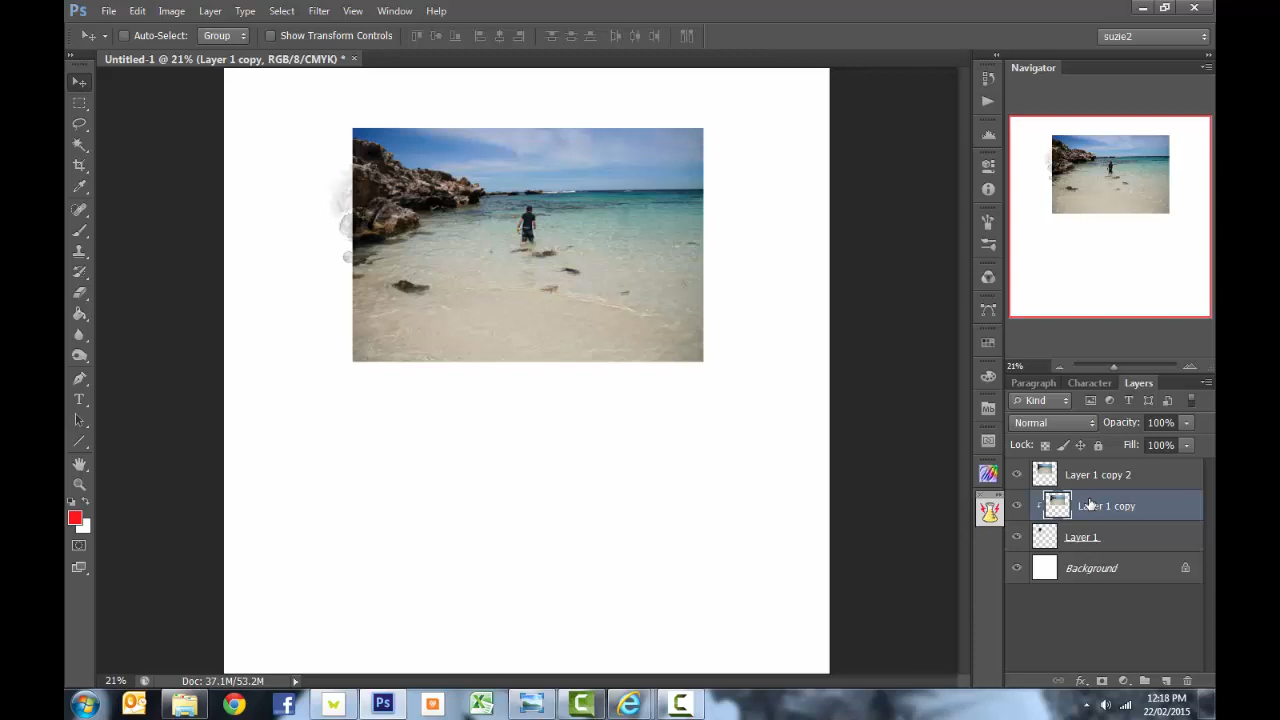 Ps File Edit Image Layer Type Select Filter View Window Help
Auto-Select: Group Show Transform Controls suzie2
Untitled-1 @ 21% (Layer 1 copy, RGB/8/CMYK) * ×
Navigator
21%
Paragraph Character Layers
Kind
Normal Opacity: 100%
Lock: Fill: 100%
Layer 1 copy 2
Layer 1 copy
Layer 1
Background
21% Doc: 37.1M/53.2M
12:18 PM
22/02/2015